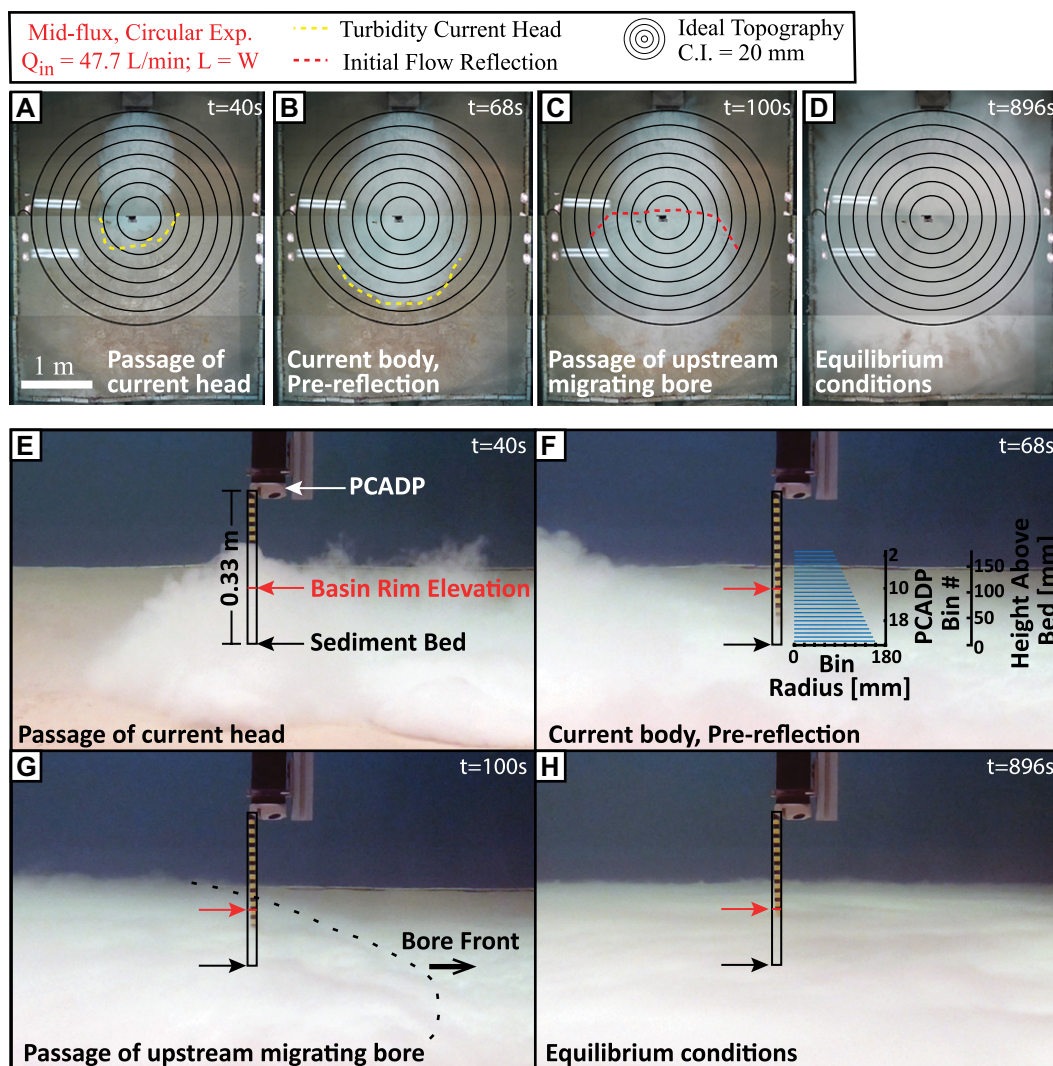 Mid-flux, Circular Exp.
Qin = 47.7 L/min; L = W
Turbidity Current Head
Initial Flow Reflection
Ideal Topography
C.I. = 20 mm
A
t=40s
Passage of
current head
1 m
B
t=68s
Current body,
Pre-reflection
C
t=100s
Passage of upstream
migrating bore
D
t=896s
Equilibrium
conditions
E
t=40s
PCADP
0.33 m
Basin Rim Elevation
Sediment Bed
Passage of current head
F
t=68s
2
10
18
PCADP
Bin #
150
100
50
0
Height Above
Bed [mm]
0
180
Bin
Radius [mm]
Current body, Pre-reflection
G
t=100s
Bore Front
Passage of upstream migrating bore
H
t=896s
Equilibrium conditions